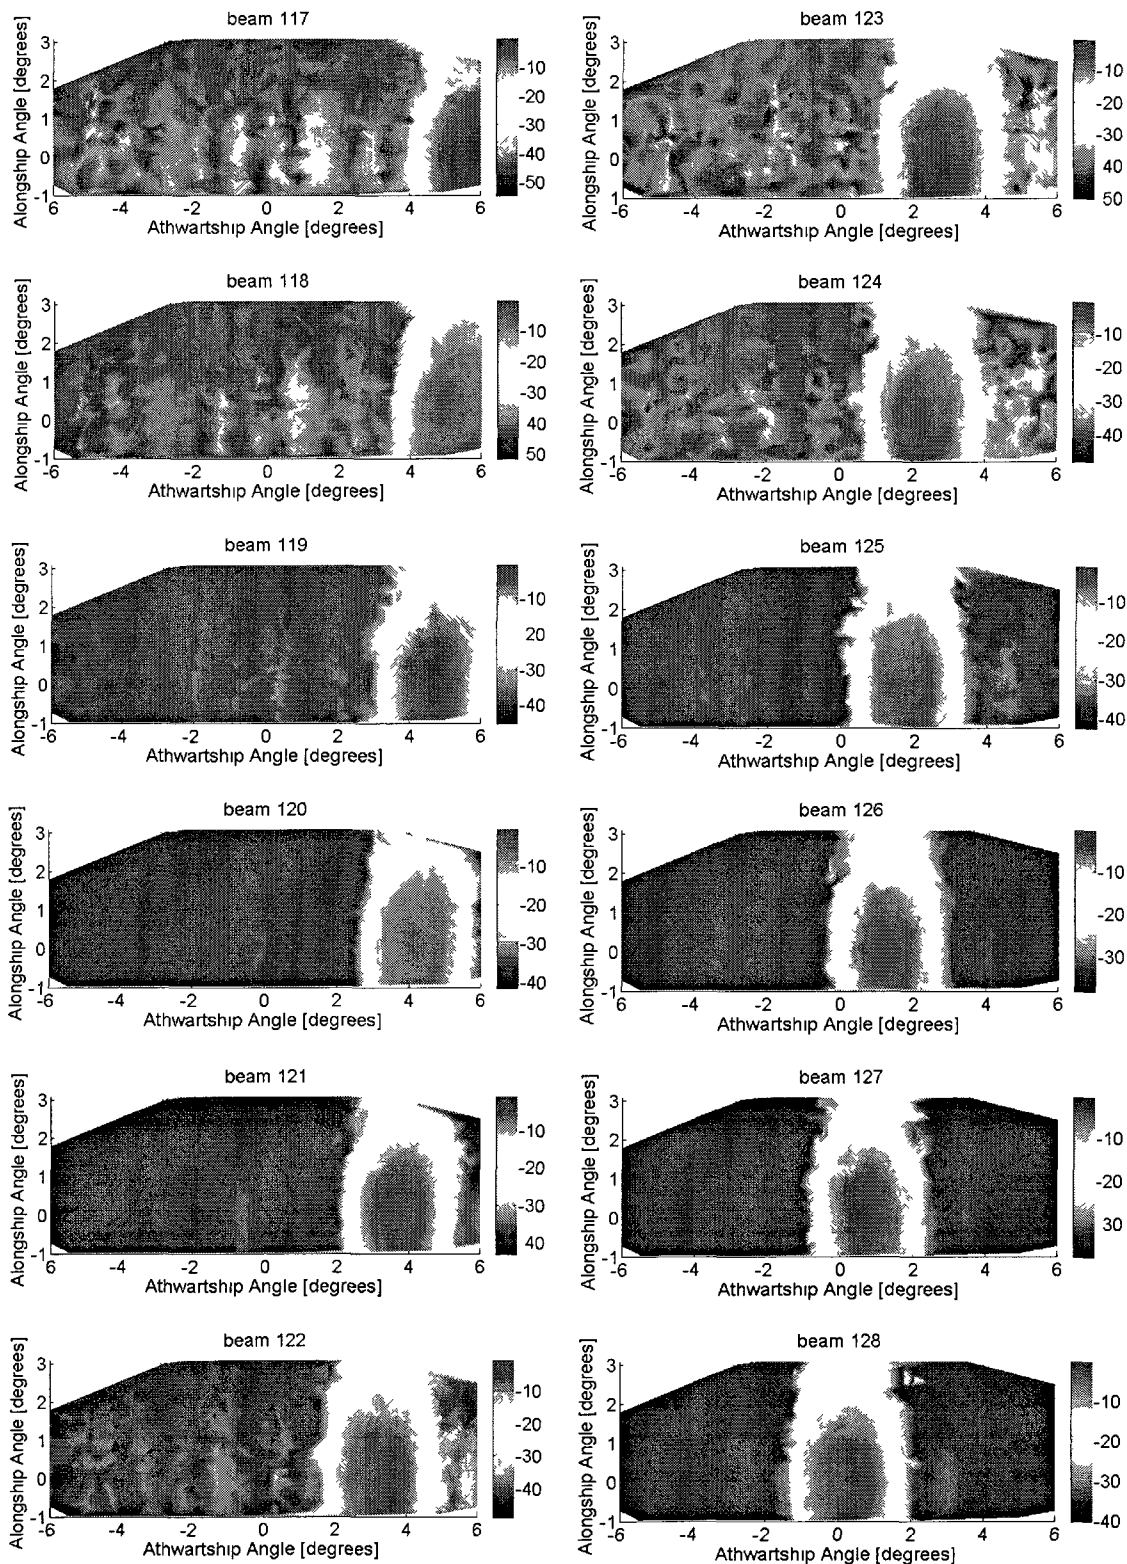 beam 117
Alongship Angle [degrees]
3
2
1
0
-1
-6 -4 -2 0 2 4 6
Athwartship Angle [degrees]
-10
-20
-30
-40
-50
beam 123
Alongship Angle [degrees]
3
2
1
0
-1
-6 -4 -2 0 2 4 6
Athwartship Angle [degrees]
-10
-20
-30
40
50
beam 118
Alongship Angle [degrees]
3
2
1
0
-1
-6 -4 -2 0 2 4 6
Athwartship Angle [degrees]
-10
-20
-30
40
50
beam 124
Alongship Angle [degrees]
3
2
1
0
-1
-6 -4 -2 0 2 4 6
Athwartship Angle [degrees]
-10
-20
-30
-40
beam 119
Alongship Angle [degrees]
3
2
1
0
-1
-6 -4 -2 0 2 4 6
Athwartship Angle [degrees]
-10
20
-30
-40
beam 125
Alongship Angle [degrees]
3
2
1
0
-1
-6 -4 -2 0 2 4 6
Athwartship Angle [degrees]
-10
-20
-30
-40
beam 120
Alongship Angle [degrees]
3
2
1
0
-1
-6 -4 -2 0 2 4 6
Athwartship Angle [degrees]
-10
-20
-30
-40
beam 126
Alongship Angle [degrees]
3
2
1
0
-1
-6 -4 -2 0 2 4 6
Athwartship Angle [degrees]
-10
-20
-30
beam 121
Alongship Angle [degrees]
3
2
1
0
-1
-6 -4 -2 0 2 4 6
Athwartship Angle [degrees]
-10
-20
-30
40
beam 127
Alongship Angle [degrees]
3
2
1
0
-1
-6 -4 -2 0 2 4 6
Athwartship Angle [degrees]
-10
-20
30
beam 122
Alongship Angle [degrees]
3
2
1
0
-1
-6 -4 -2 0 2 4 6
Athwartship Angle [degrees]
-10
-20
-30
-40
beam 128
Alongship Angle [degrees]
3
2
1
0
-1
-6 -4 -2 0 2 4 6
Athwartship Angle [degrees]
-10
-20
-30
-40